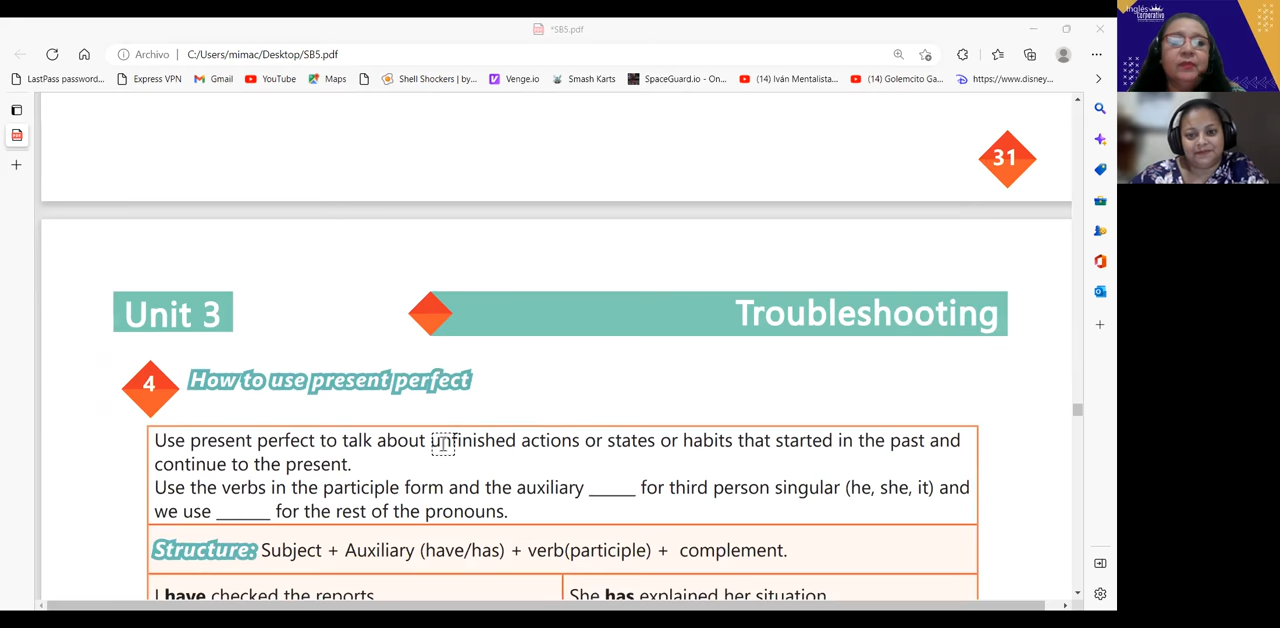 *SB5.pdf
Archivo | C:/Users/mimac/Desktop/SB5.pdf
LastPass password... Express VPN Gmail YouTube Maps Shell Shockers | by... Venge.io Smash Karts SpaceGuard.io - On... (14) Iván Mentalista... (14) Golemcito Ga... https://www.disney...
Inglés
Corporativo
31
Unit 3
Troubleshooting
4 How to use present perfect
Use present perfect to talk about unfinished actions or states or habits that started in the past and
continue to the present.
Use the verbs in the participle form and the auxiliary _____ for third person singular (he, she, it) and
we use ______ for the rest of the pronouns.
Structure: Subject + Auxiliary (have/has) + verb(participle) + complement.
I have checked the reports
She has explained her situation